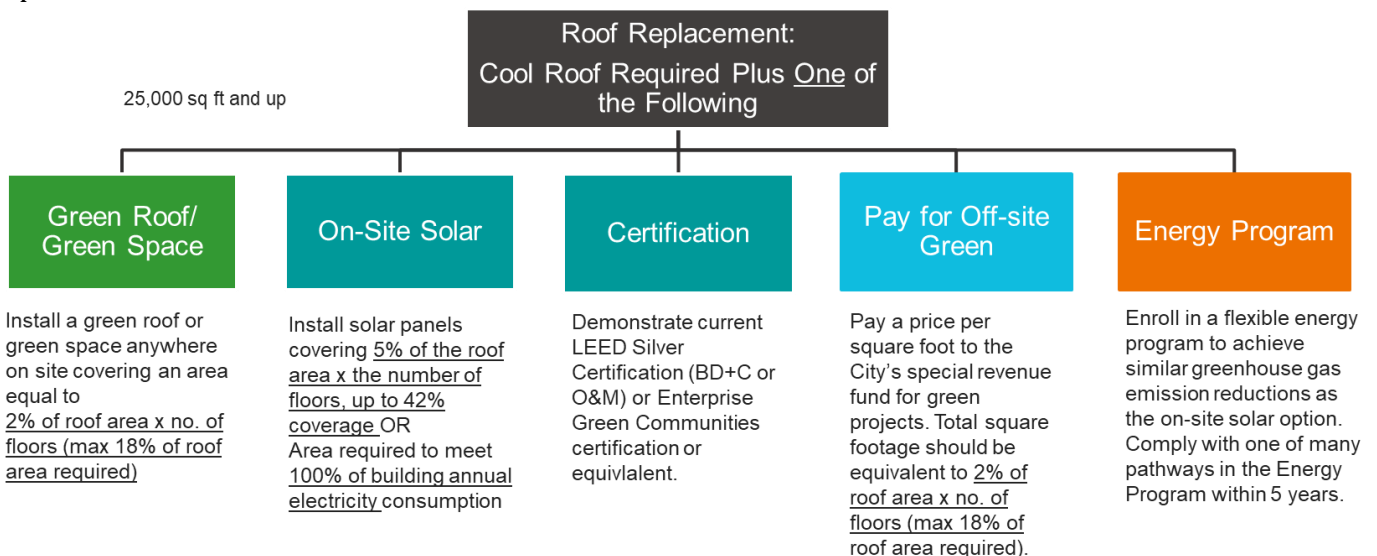 Roof Replacement:
Cool Roof Required Plus One of
the Following
25,000 sq ft and up
Green Roof/
Green Space
Install a green roof or
green space anywhere
on site covering an area
equal to
2% of roof area x no. of
floors (max 18% of roof
area required)
On-Site Solar
Install solar panels
covering 5% of the roof
area x the number of
floors, up to 42%
coverage OR
Area required to meet
100% of building annual
electricity consumption
Certification
Demonstrate current
LEED Silver
Certification (BD+C or
O&M) or Enterprise
Green Communities
certification or
equivlalent.
Pay for Off-site
Green
Pay a price per
square foot to the
City's special revenue
fund for green
projects. Total square
footage should be
equivalent to 2% of
roof area x no. of
floors (max 18% of
roof area required).
Energy Program
Enroll in a flexible energy
program to achieve
similar greenhouse gas
emission reductions as
the on-site solar option.
Comply with one of many
pathways in the Energy
Program within 5 years.